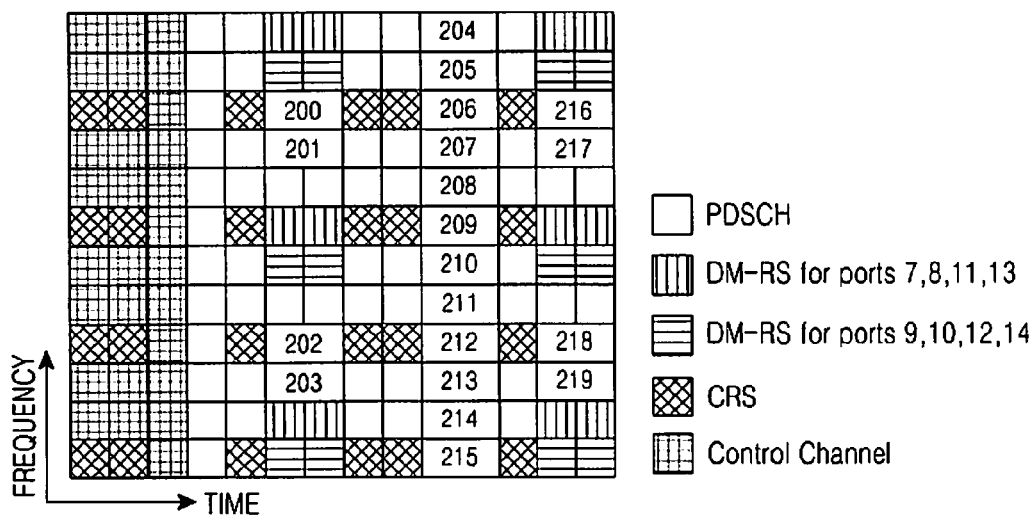 204
205
200 206 216
201 207 217
208
209
210
211
202 212 218
203 213 219
214
215
FREQUENCY
TIME
PDSCH
DM-RS for ports 7,8,11,13
DM-RS for ports 9,10,12,14
CRS
Control Channel